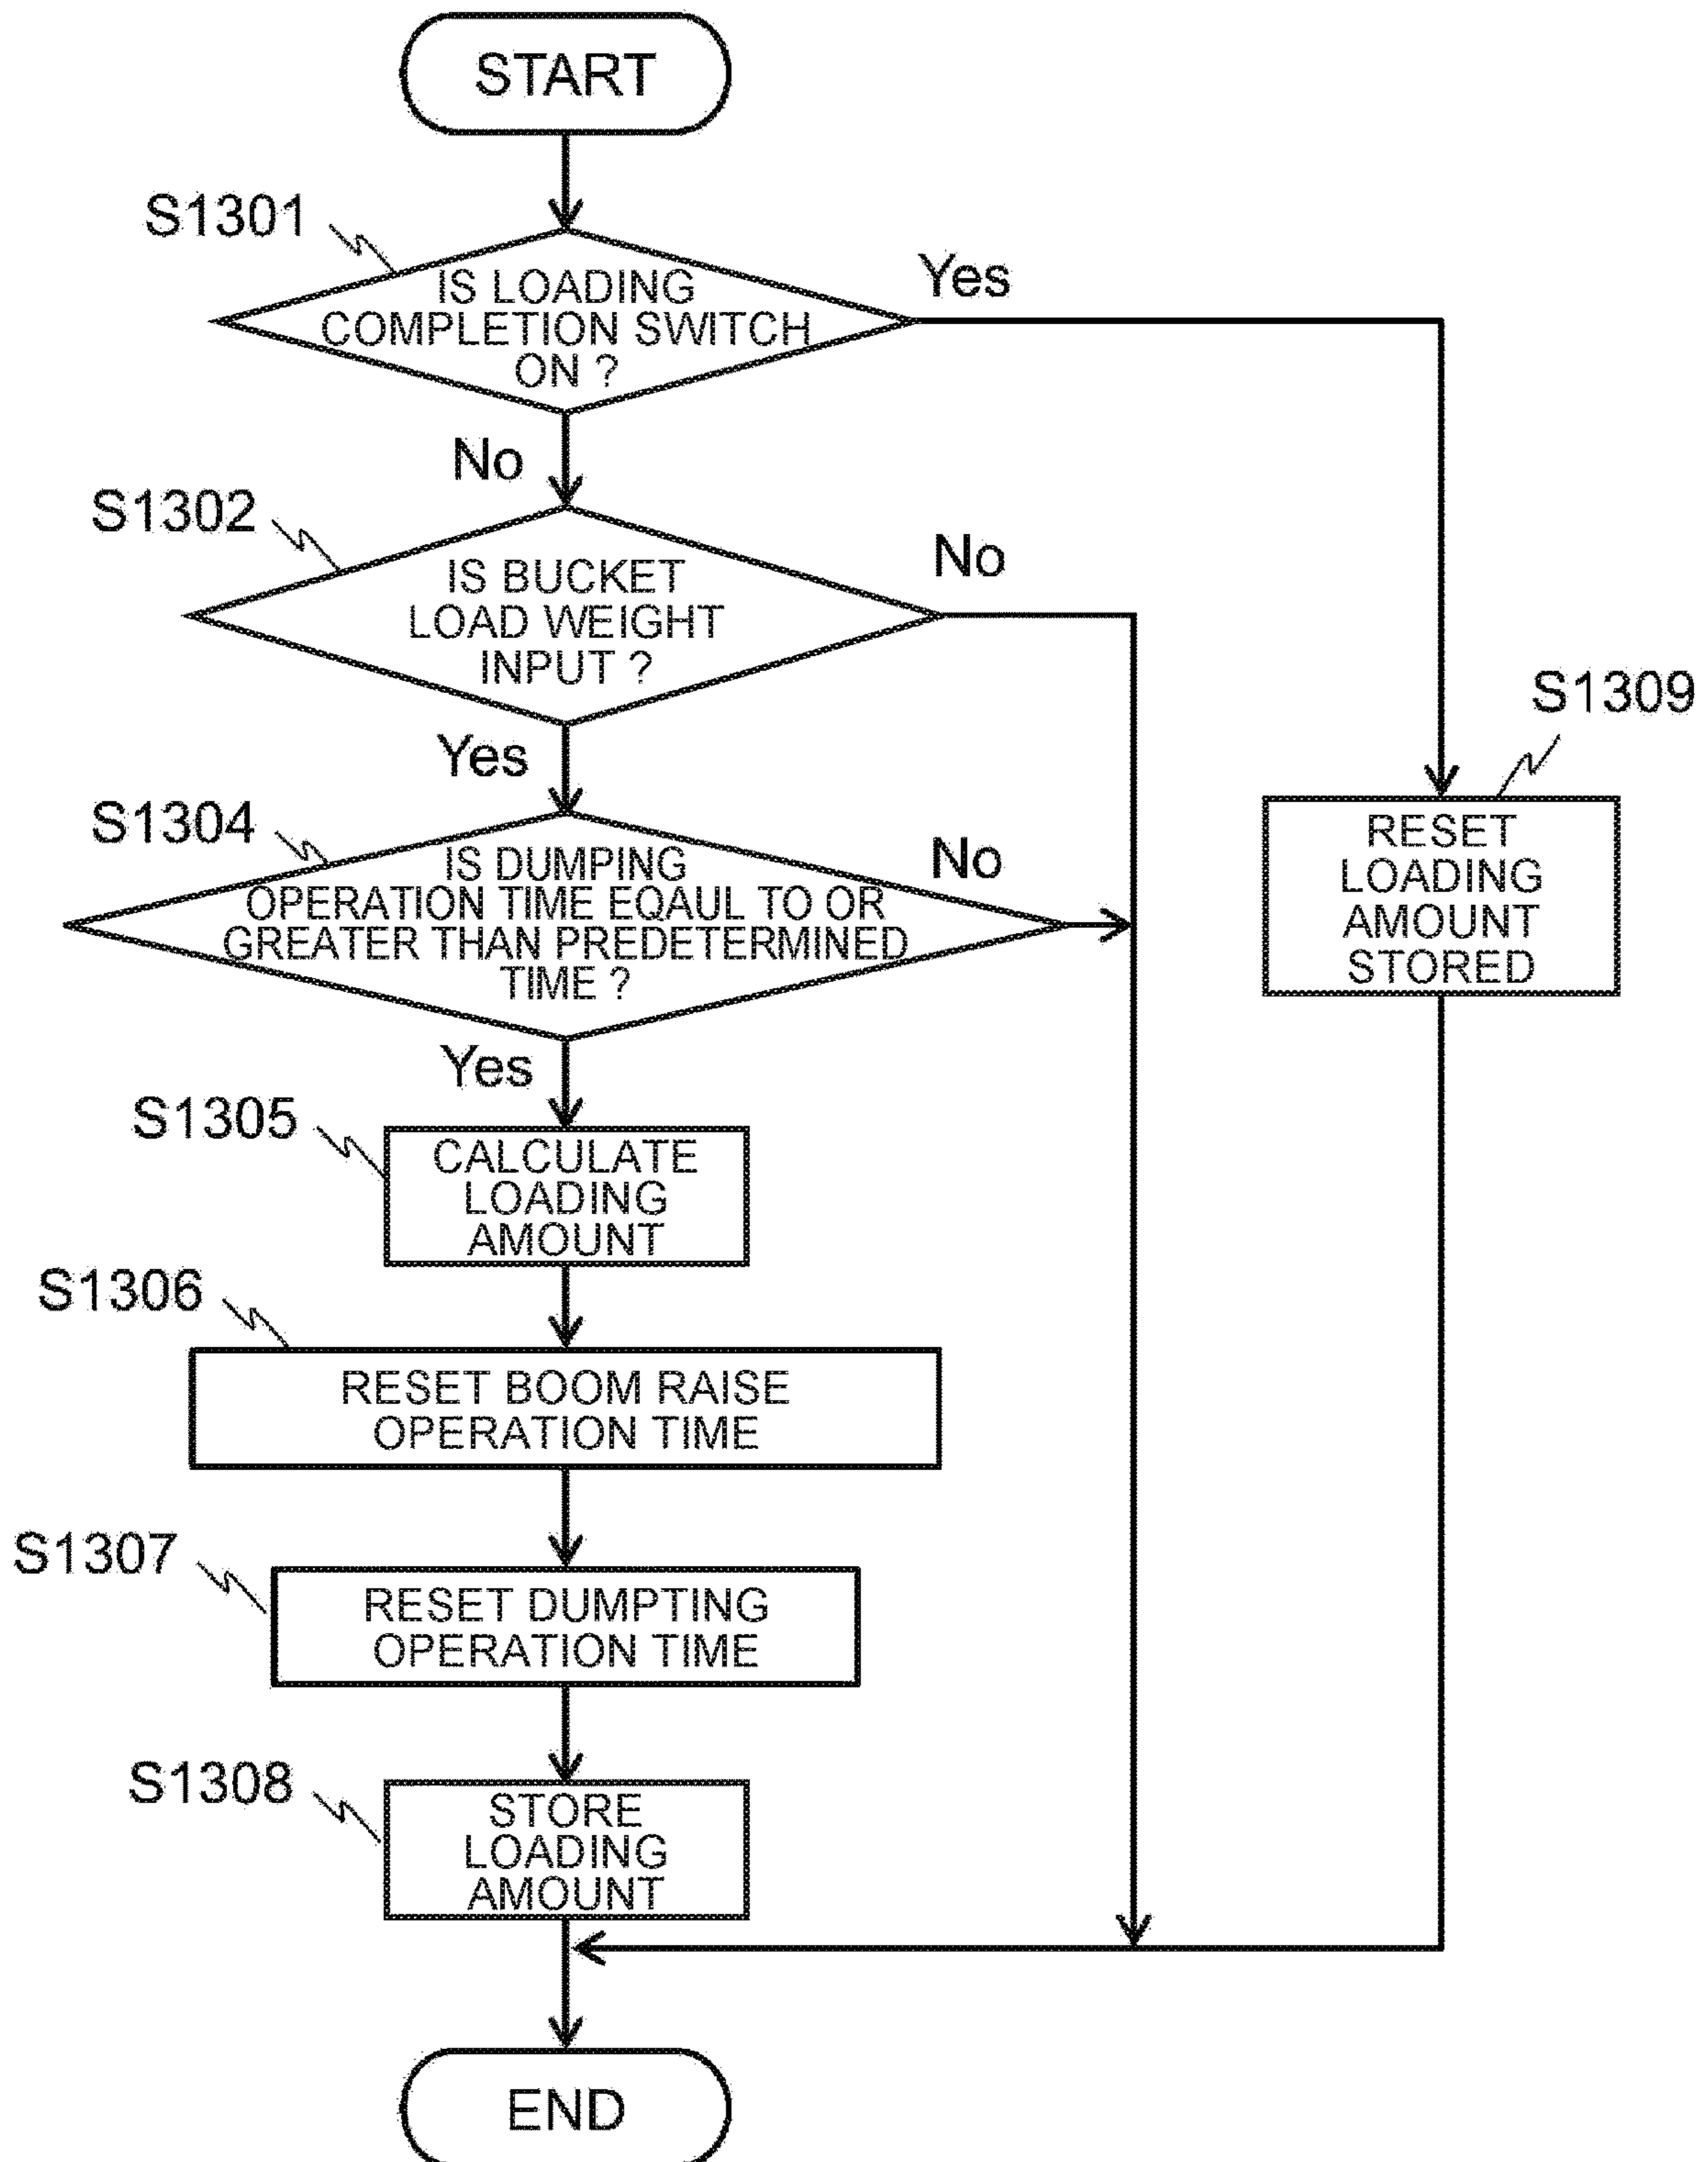 START
S1301
IS LOADING
COMPLETION SWITCH
ON ?
Yes
No
S1302
IS BUCKET
LOAD WEIGHT
INPUT ?
No
Yes
S1304
IS DUMPING
OPERATION TIME EQAUL TO OR
GREATER THAN PREDETERMINED
TIME ?
No
Yes
S1309
RESET
LOADING
AMOUNT
STORED
S1305
CALCULATE
LOADING
AMOUNT
S1306
RESET BOOM RAISE
OPERATION TIME
S1307
RESET DUMPTING
OPERATION TIME
S1308
STORE
LOADING
AMOUNT
END